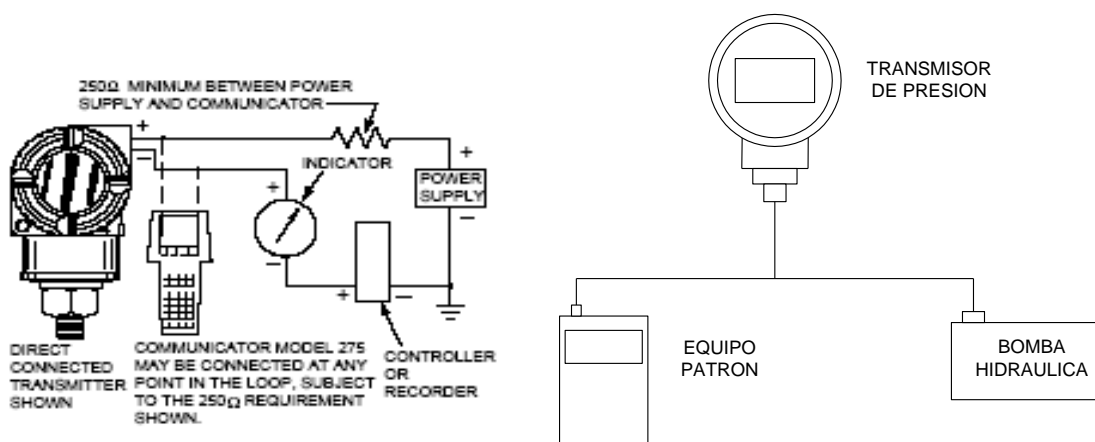 250Ω MINIMUM BETWEEN POWER
SUPPLY AND COMMUNICATOR
+
−
INDICATOR
+
−
+
POWER
SUPPLY
−
+
−
DIRECT
CONNECTED
TRANSMITTER
SHOWN
COMMUNICATOR MODEL 275
MAY BE CONNECTED AT ANY
POINT IN THE LOOP, SUBJECT
TO THE 250Ω REQUIREMENT
SHOWN.
CONTROLLER
OR
RECORDER
TRANSMISOR
DE PRESION
EQUIPO
PATRON
BOMBA
HIDRAULICA